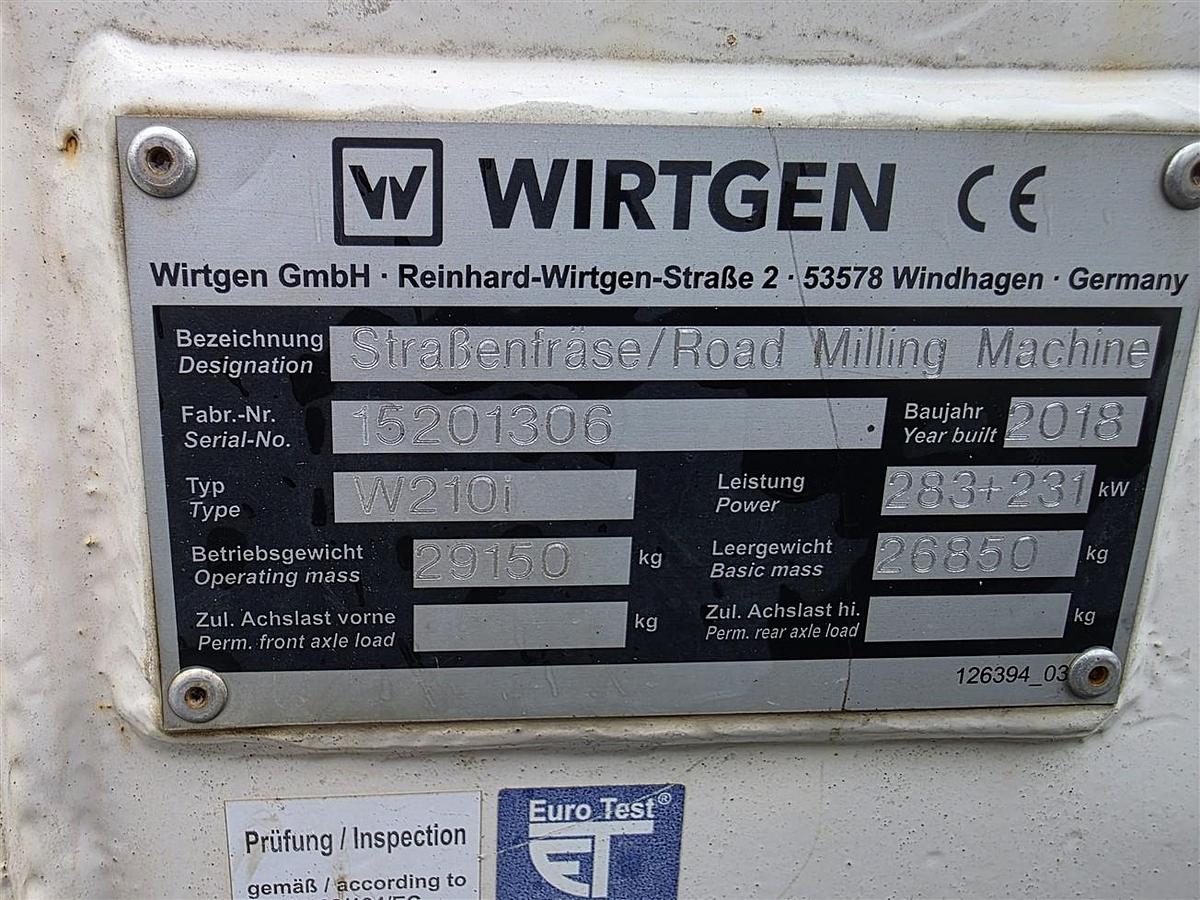 W WIRTGEN CE
Wirtgen GmbH · Reinhard-Wirtgen-Straße 2 · 53578 Windhagen · Germany
Bezeichnung Straßenfräse/Road Milling Machine
Designation
Fabr.-Nr. 15201306 Baujahr 2018
Serial-No. Year built
Typ W210i Leistung 283+231 kW
Type Power
Betriebsgewicht 29150 kg Leergewicht 26850 kg
Operating mass Basic mass
Zul. Achslast vorne kg Zul. Achslast hi. kg
Perm. front axle load Perm. rear axle load
126394_03
Prüfung / Inspection
gemäß / according to
Euro Test®
ET